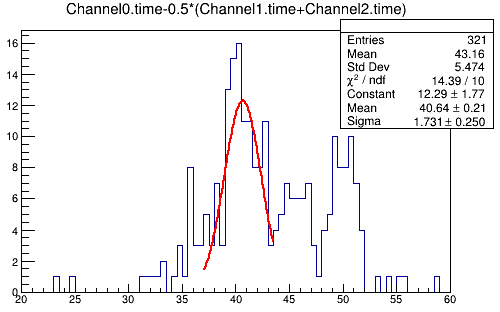 Channel0.time-0.5*(Channel1.time+Channel2.time)
Entries 321
Mean 43.16
Std Dev 5.474
χ² / ndf 14.39 / 10
Constant 12.29 ± 1.77
Mean 40.64 ± 0.21
Sigma 1.731 ± 0.250
16
14
12
10
8
6
4
2
0
20 25 30 35 40 45 50 55 60